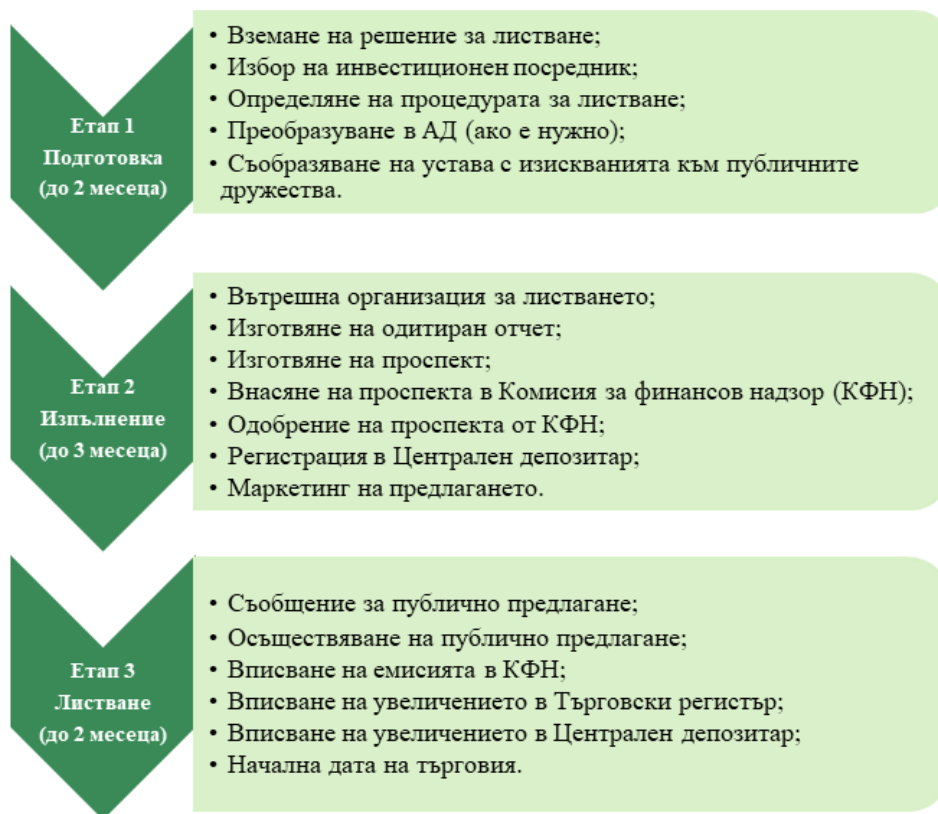 Етап 1
Подготовка
(до 2 месеца)
• Вземане на решение за листване;
• Избор на инвестиционен посредник;
• Определяне на процедурата за листване;
• Преобразуване в АД (ако е нужно);
• Съобразяване на устава с изискванията към публичните
дружества.
Етап 2
Изпълнение
(до 3 месеца)
• Вътрешна организация за листването;
• Изготвяне на одитиран отчет;
• Изготвяне на проспект;
• Внасяне на проспекта в Комисия за финансов надзор (КФН);
• Одобрение на проспекта от КФН;
• Регистрация в Централен депозитар;
• Маркетинг на предлагането.
Етап 3
Листване
(до 2 месеца)
• Съобщение за публично предлагане;
• Осъществяване на публично предлагане;
• Вписване на емисията в КФН;
• Вписване на увеличението в Търговски регистър;
• Вписване на увеличението в Централен депозитар;
• Начална дата на търговия.